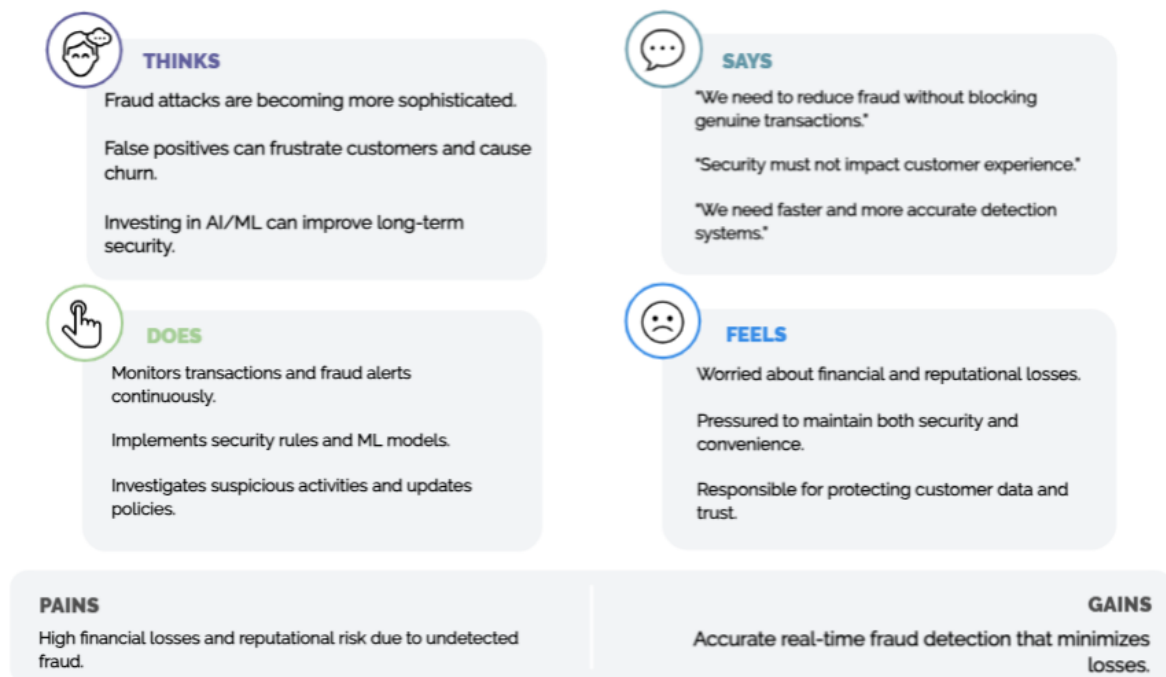 THINKS
Fraud attacks are becoming more sophisticated.
False positives can frustrate customers and cause
churn.
Investing in AI/ML can improve long-term
security.
SAYS
"We need to reduce fraud without blocking
genuine transactions."
"Security must not impact customer experience."
"We need faster and more accurate detection
systems."
DOES
Monitors transactions and fraud alerts
continuously.
Implements security rules and ML models.
Investigates suspicious activities and updates
policies.
FEELS
Worried about financial and reputational losses.
Pressured to maintain both security and
convenience.
Responsible for protecting customer data and
trust.
PAINS
High financial losses and reputational risk due to undetected
fraud.
GAINS
Accurate real-time fraud detection that minimizes
losses.